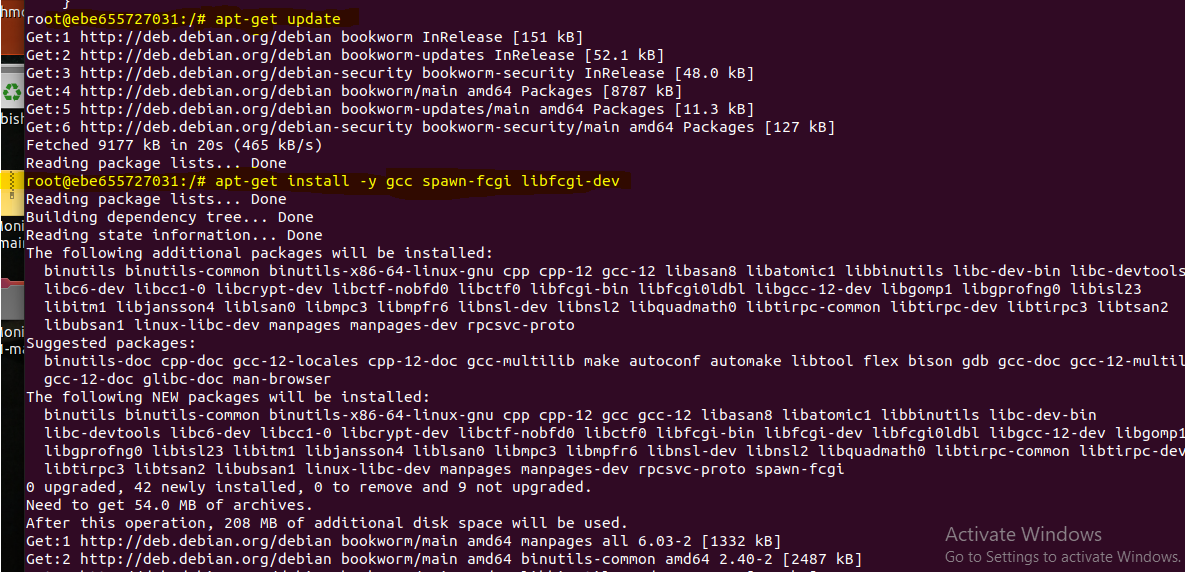 }
root@ebe655727031:/# apt-get update
Get:1 http://deb.debian.org/debian bookworm InRelease [151 kB]
Get:2 http://deb.debian.org/debian bookworm-updates InRelease [52.1 kB]
Get:3 http://deb.debian.org/debian-security bookworm-security InRelease [48.0 kB]
Get:4 http://deb.debian.org/debian bookworm/main amd64 Packages [8787 kB]
Get:5 http://deb.debian.org/debian bookworm-updates/main amd64 Packages [11.3 kB]
Get:6 http://deb.debian.org/debian-security bookworm-security/main amd64 Packages [127 kB]
Fetched 9177 kB in 20s (465 kB/s)
Reading package lists... Done
root@ebe655727031:/# apt-get install -y gcc spawn-fcgi libfcgi-dev
Reading package lists... Done
Building dependency tree... Done
Reading state information... Done
The following additional packages will be installed:
binutils binutils-common binutils-x86-64-linux-gnu cpp cpp-12 gcc-12 libasan8 libatomic1 libbinutils libc-dev-bin libc-devtools
libc6-dev libcc1-0 libcrypt-dev libctf-nobfd0 libctf0 libfcgi-bin libfcgi0ldbl libgcc-12-dev libgomp1 libgprofng0 libisl23
libitm1 libjansson4 liblsan0 libmpc3 libmpfr6 libnsl-dev libnsl2 libquadmath0 libtirpc-common libtirpc-dev libtirpc3 libtsan2
libubsan1 linux-libc-dev manpages manpages-dev rpcsvc-proto
Suggested packages:
binutils-doc cpp-doc gcc-12-locales cpp-12-doc gcc-multilib make autoconf automake libtool flex bison gdb gcc-doc gcc-12-multil
gcc-12-doc glibc-doc man-browser
The following NEW packages will be installed:
binutils binutils-common binutils-x86-64-linux-gnu cpp cpp-12 gcc gcc-12 libasan8 libatomic1 libbinutils libc-dev-bin
libc-devtools libc6-dev libcc1-0 libcrypt-dev libctf-nobfd0 libctf0 libfcgi-bin libfcgi-dev libfcgi0ldbl libgcc-12-dev libgomp1
libgprofng0 libisl23 libitm1 libjansson4 liblsan0 libmpc3 libmpfr6 libnsl-dev libnsl2 libquadmath0 libtirpc-common libtirpc-dev
libtirpc3 libtsan2 libubsan1 linux-libc-dev manpages manpages-dev rpcsvc-proto spawn-fcgi
0 upgraded, 42 newly installed, 0 to remove and 9 not upgraded.
Need to get 54.0 MB of archives.
After this operation, 208 MB of additional disk space will be used.
Get:1 http://deb.debian.org/debian bookworm/main amd64 manpages all 6.03-2 [1332 kB]
Get:2 http://deb.debian.org/debian bookworm/main amd64 binutils-common amd64 2.40-2 [2487 kB]
Activate Windows
Go to Settings to activate Windows.